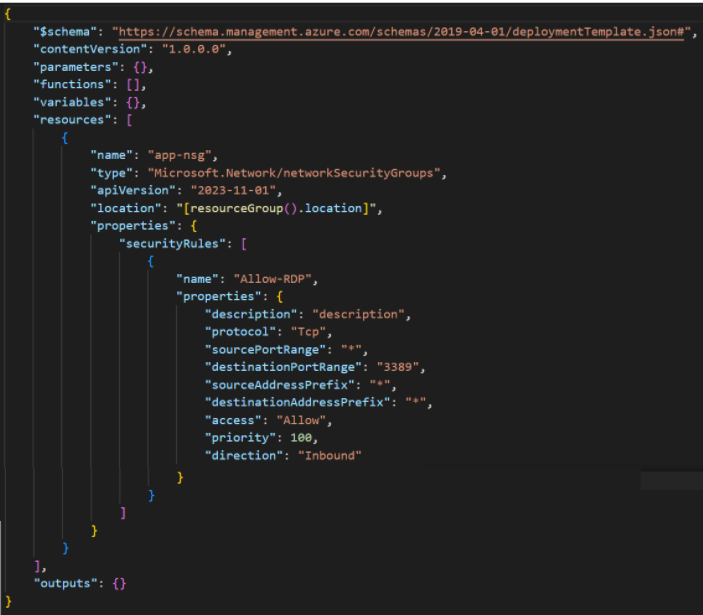 {
    "$schema": "https://schema.management.azure.com/schemas/2019-04-01/deploymentTemplate.json#",
    "contentVersion": "1.0.0.0",
    "parameters": {},
    "functions": [],
    "variables": {},
    "resources": [
        {
            "name": "app-nsg",
            "type": "Microsoft.Network/networkSecurityGroups",
            "apiVersion": "2023-11-01",
            "location": "[resourceGroup().location]",
            "properties": {
                "securityRules": [
                    {
                        "name": "Allow-RDP",
                        "properties": {
                            "description": "description",
                            "protocol": "Tcp",
                            "sourcePortRange": "*",
                            "destinationPortRange": "3389",
                            "sourceAddressPrefix": "*",
                            "destinationAddressPrefix": "*",
                            "access": "Allow",
                            "priority": 100,
                            "direction": "Inbound"
                        }
                    }
                ]
            }
        }
    ],
    "outputs": {}
}